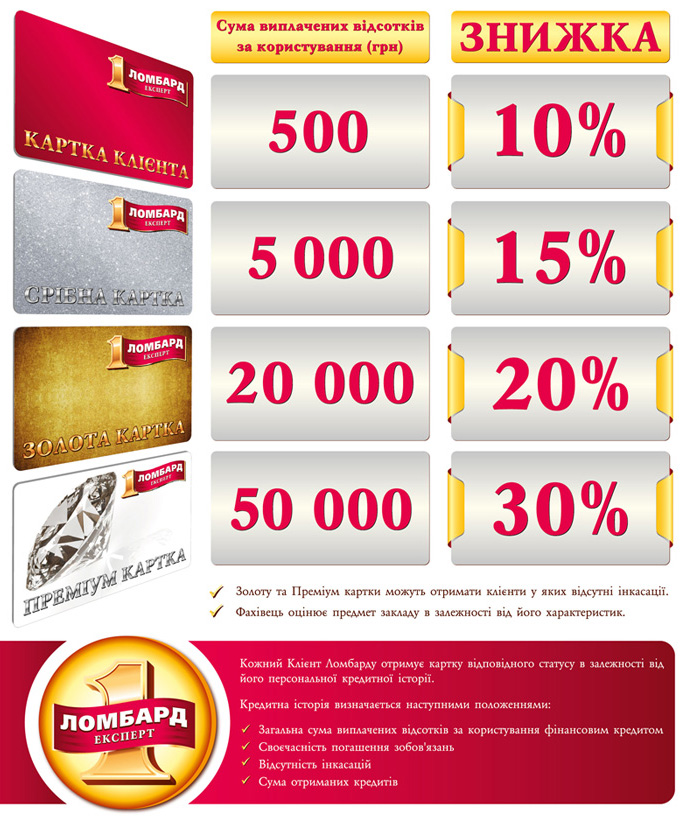 Сума виплачених відсотків
за користування (грн)
ЗНИЖКА
1 ЛОМБАРД
ЕКСПЕРТ
КАРТКА КЛІЄНТА
500
10%
1 ЛОМБАРД
ЕКСПЕРТ
СРІБНА КАРТКА
5 000
15%
1 ЛОМБАРД
ЕКСПЕРТ
ЗОЛОТА КАРТКА
20 000
20%
1 ЛОМБАРД
ЕКСПЕРТ
ПРЕМІУМ КАРТКА
50 000
30%
Золоту та Преміум картки можуть отримати клієнти у яких відсутні інкасації.
Фахівець оцінює предмет закладу в залежності від його характеристик.
1
ЛОМБАРД
ЕКСПЕРТ
Кожний Клієнт Ломбарду отримує картку відповідного статусу в залежності від
його персональної кредитної історії.
Кредитна історія визначається наступними положеннями:
Загальна сума виплачених відсотків за користування фінансовим кредитом
Своєчасність погашення зобов'язань
Відсутність інкасацій
Сума отриманих кредитів